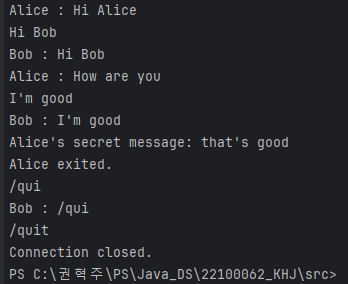 Alice : Hi Alice
Hi Bob
Bob : Hi Bob
Alice : How are you
I'm good
Bob : I'm good
Alice's secret message: that's good
Alice exited.
/qui
Bob : /qui
/quit
Connection closed.
PS C:\권혁주\PS\Java_DS\22100062_KHJ\src>